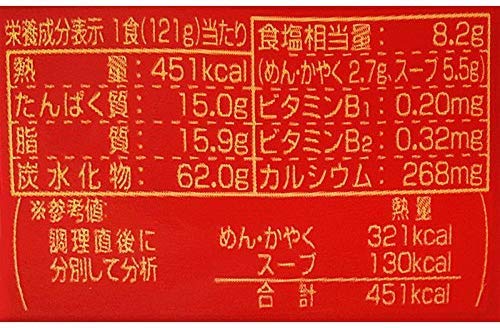 栄養成分表示 1食(121g)当たり
熱量:451kcal
たんぱく質:15.0g
脂質:15.9g
炭水化物:62.0g
食塩相当量:8.2g
(めん・かやく 2.7g、スープ 5.5g)
ビタミンB1:0.20mg
ビタミンB2:0.32mg
カルシウム:268mg
※参考値:
調理直後に
分別して分析
熱量
めん・かやく 321kcal
スープ 130kcal
合計 451kcal